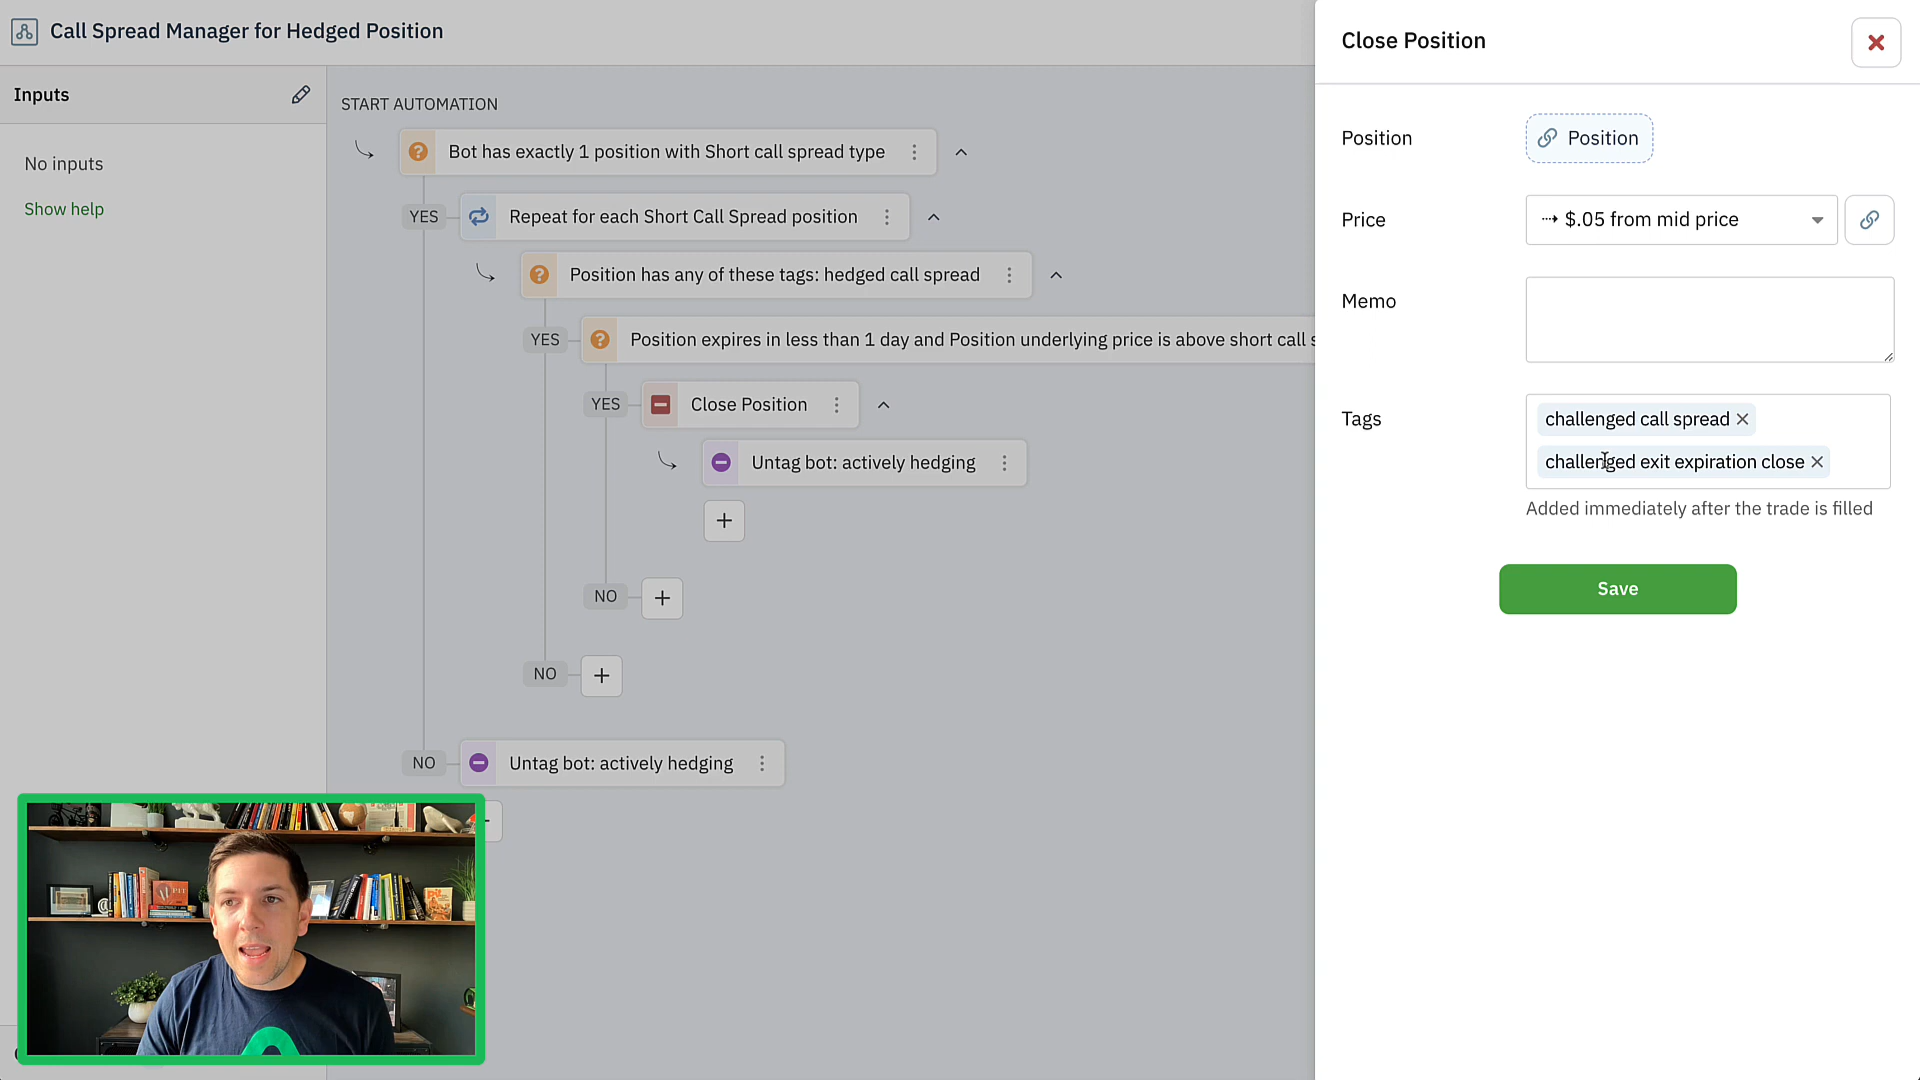 Call Spread Manager for Hedged Position
Inputs
No inputs
Show help
START AUTOMATION
Bot has exactly 1 position with Short call spread type
YES
Repeat for each Short Call Spread position
Position has any of these tags: hedged call spread
YES
Position expires in less than 1 day and Position underlying price is above short call s
YES
Close Position
Untag bot: actively hedging
NO
NO
NO
Untag bot: actively hedging
Close Position
Position
Position
Price
$.05 from mid price
Memo
Tags
challenged call spread
challenged exit expiration close
Added immediately after the trade is filled
Save